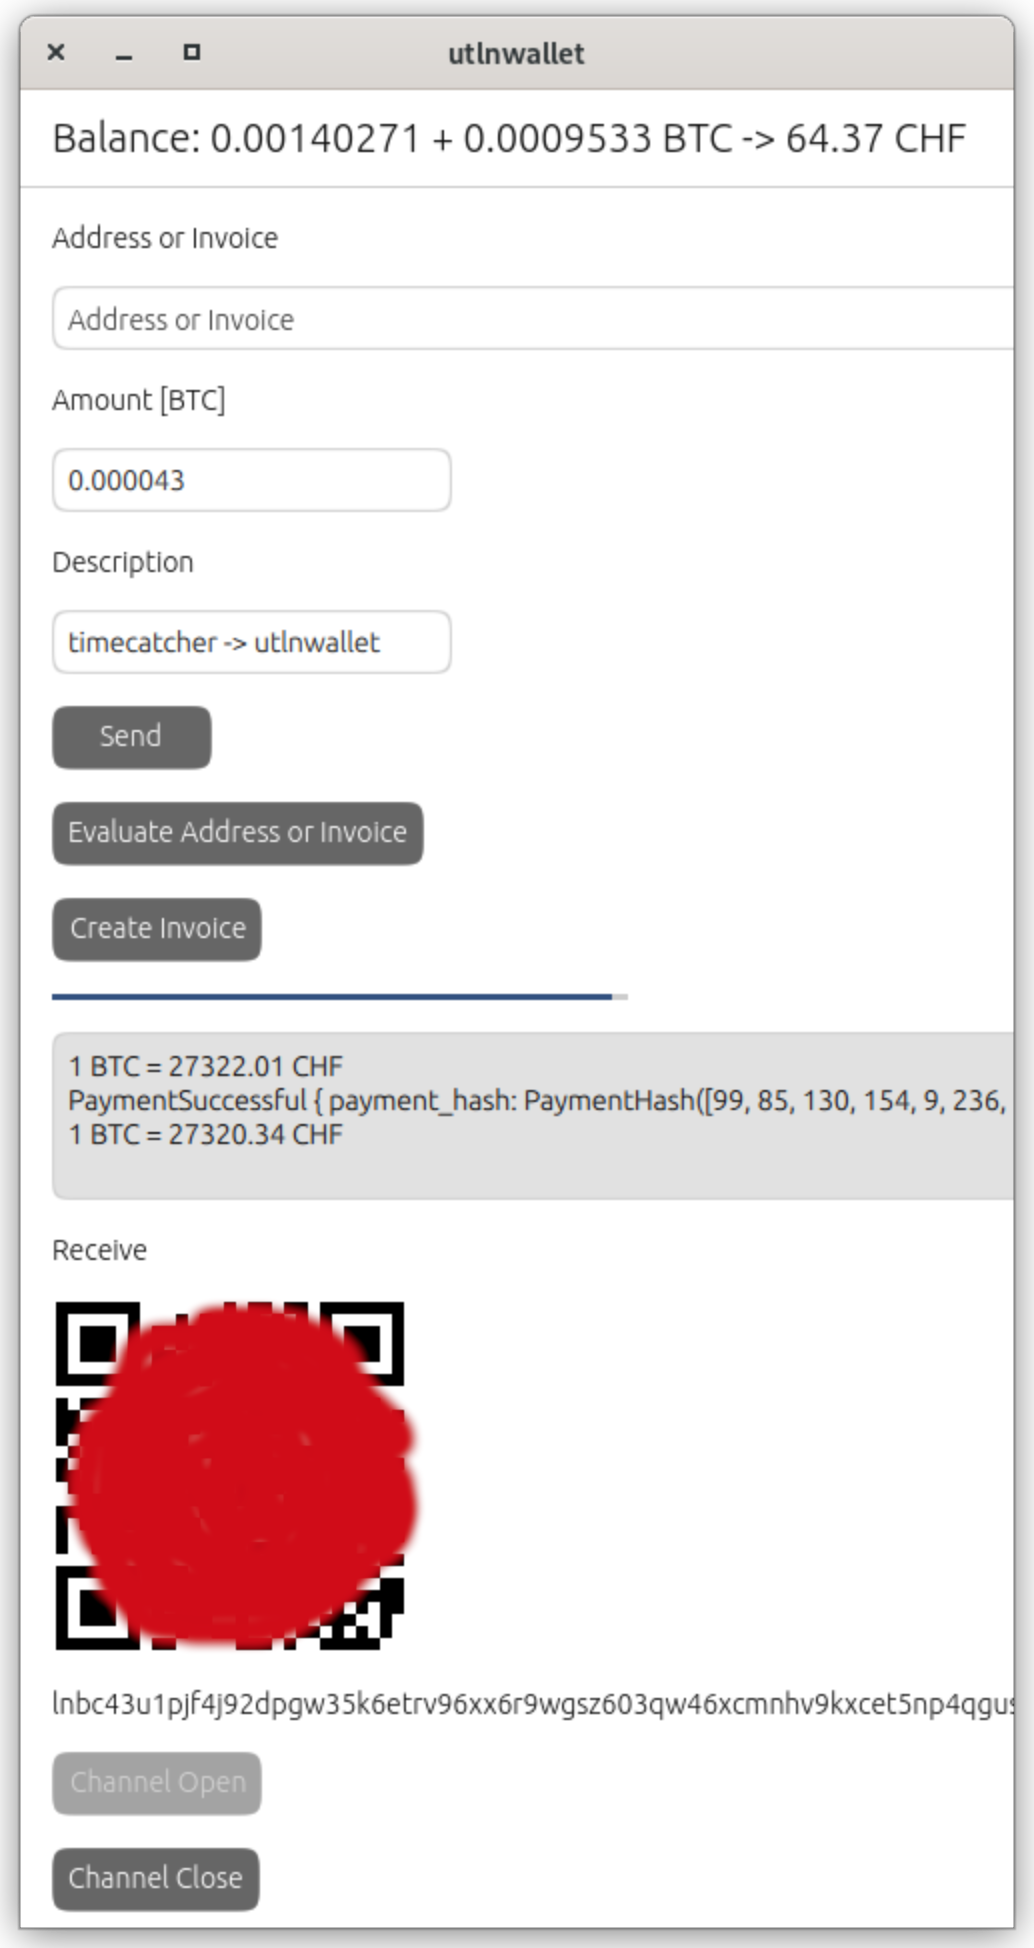 utlnwallet
Balance: 0.00140271 + 0.0009533 BTC -> 64.37 CHF
Address or Invoice
Address or Invoice
Amount [BTC]
0.000043
Description
timecatcher -> utlnwallet
Send
Evaluate Address or Invoice
Create Invoice
1 BTC = 27322.01 CHF
PaymentSuccessful { payment_hash: PaymentHash([99, 85, 130, 154, 9, 236,
1 BTC = 27320.34 CHF
Receive
lnbc43u1pjf4j92dpgw35k6etrv96xx6r9wgsz603qw46xcmnhv9kxcet5np4qgus
Channel Open
Channel Close